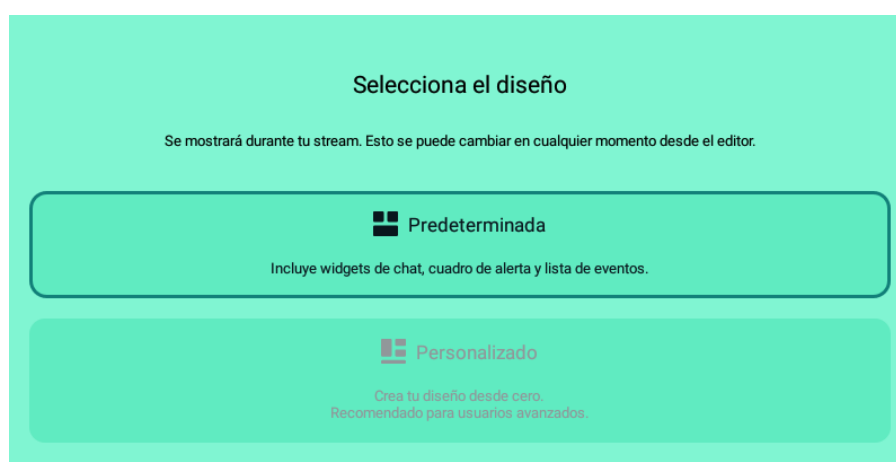 Selecciona el diseño
Se mostrará durante tu stream. Esto se puede cambiar en cualquier momento desde el editor.
Predeterminada
Incluye widgets de chat, cuadro de alerta y lista de eventos.
Personalizado
Crea tu diseño desde cero.
Recomendado para usuarios avanzados.